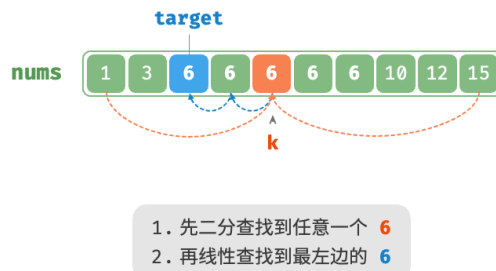 target
nums 1 3 6 6 6 6 6 10 12 15
k
1. 先二分查找到任意一个 6
2. 再线性查找到最左边的 6